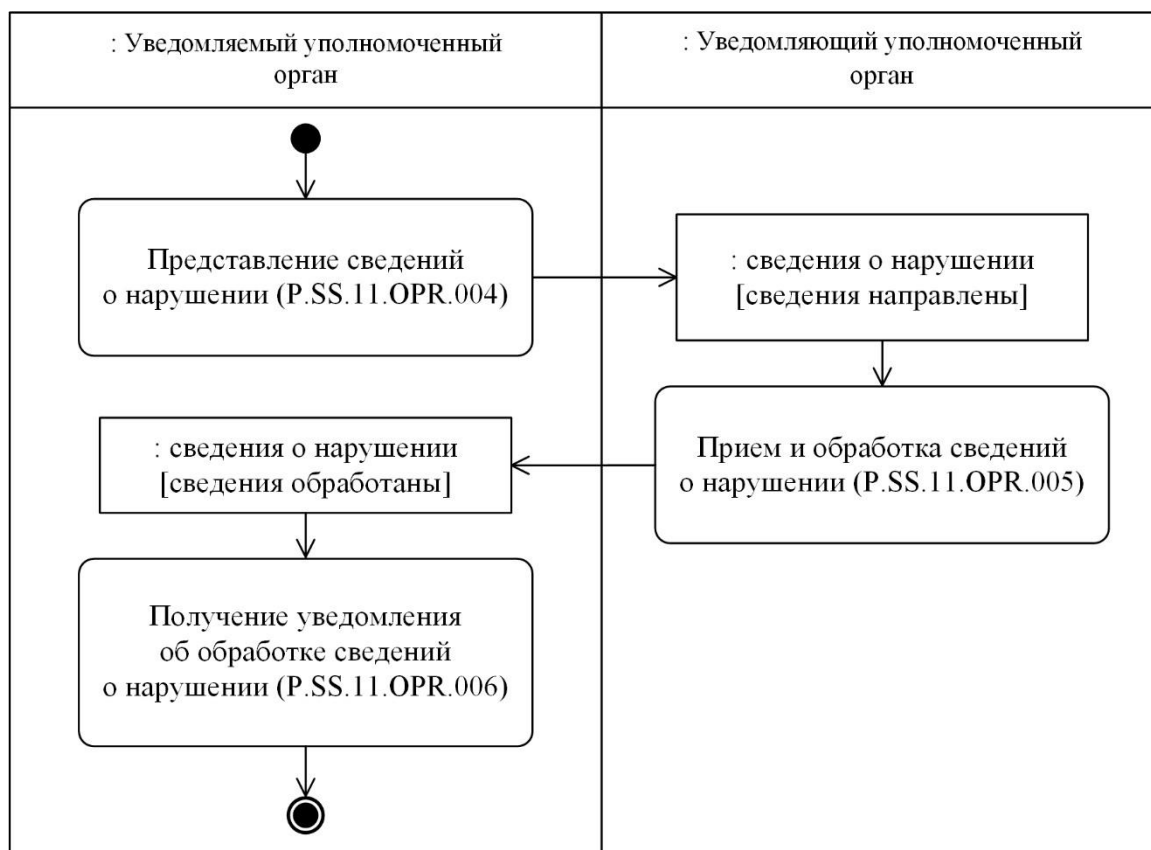 : Уведомляемый уполномоченный
орган
: Уведомляющий уполномоченный
орган
Представление сведений
о нарушении (P.SS.11.OPR.004)
: сведения о нарушении
[сведения направлены]
Прием и обработка сведений
о нарушении (P.SS.11.OPR.005)
: сведения о нарушении
[сведения обработаны]
Получение уведомления
об обработке сведений
о нарушении (P.SS.11.OPR.006)